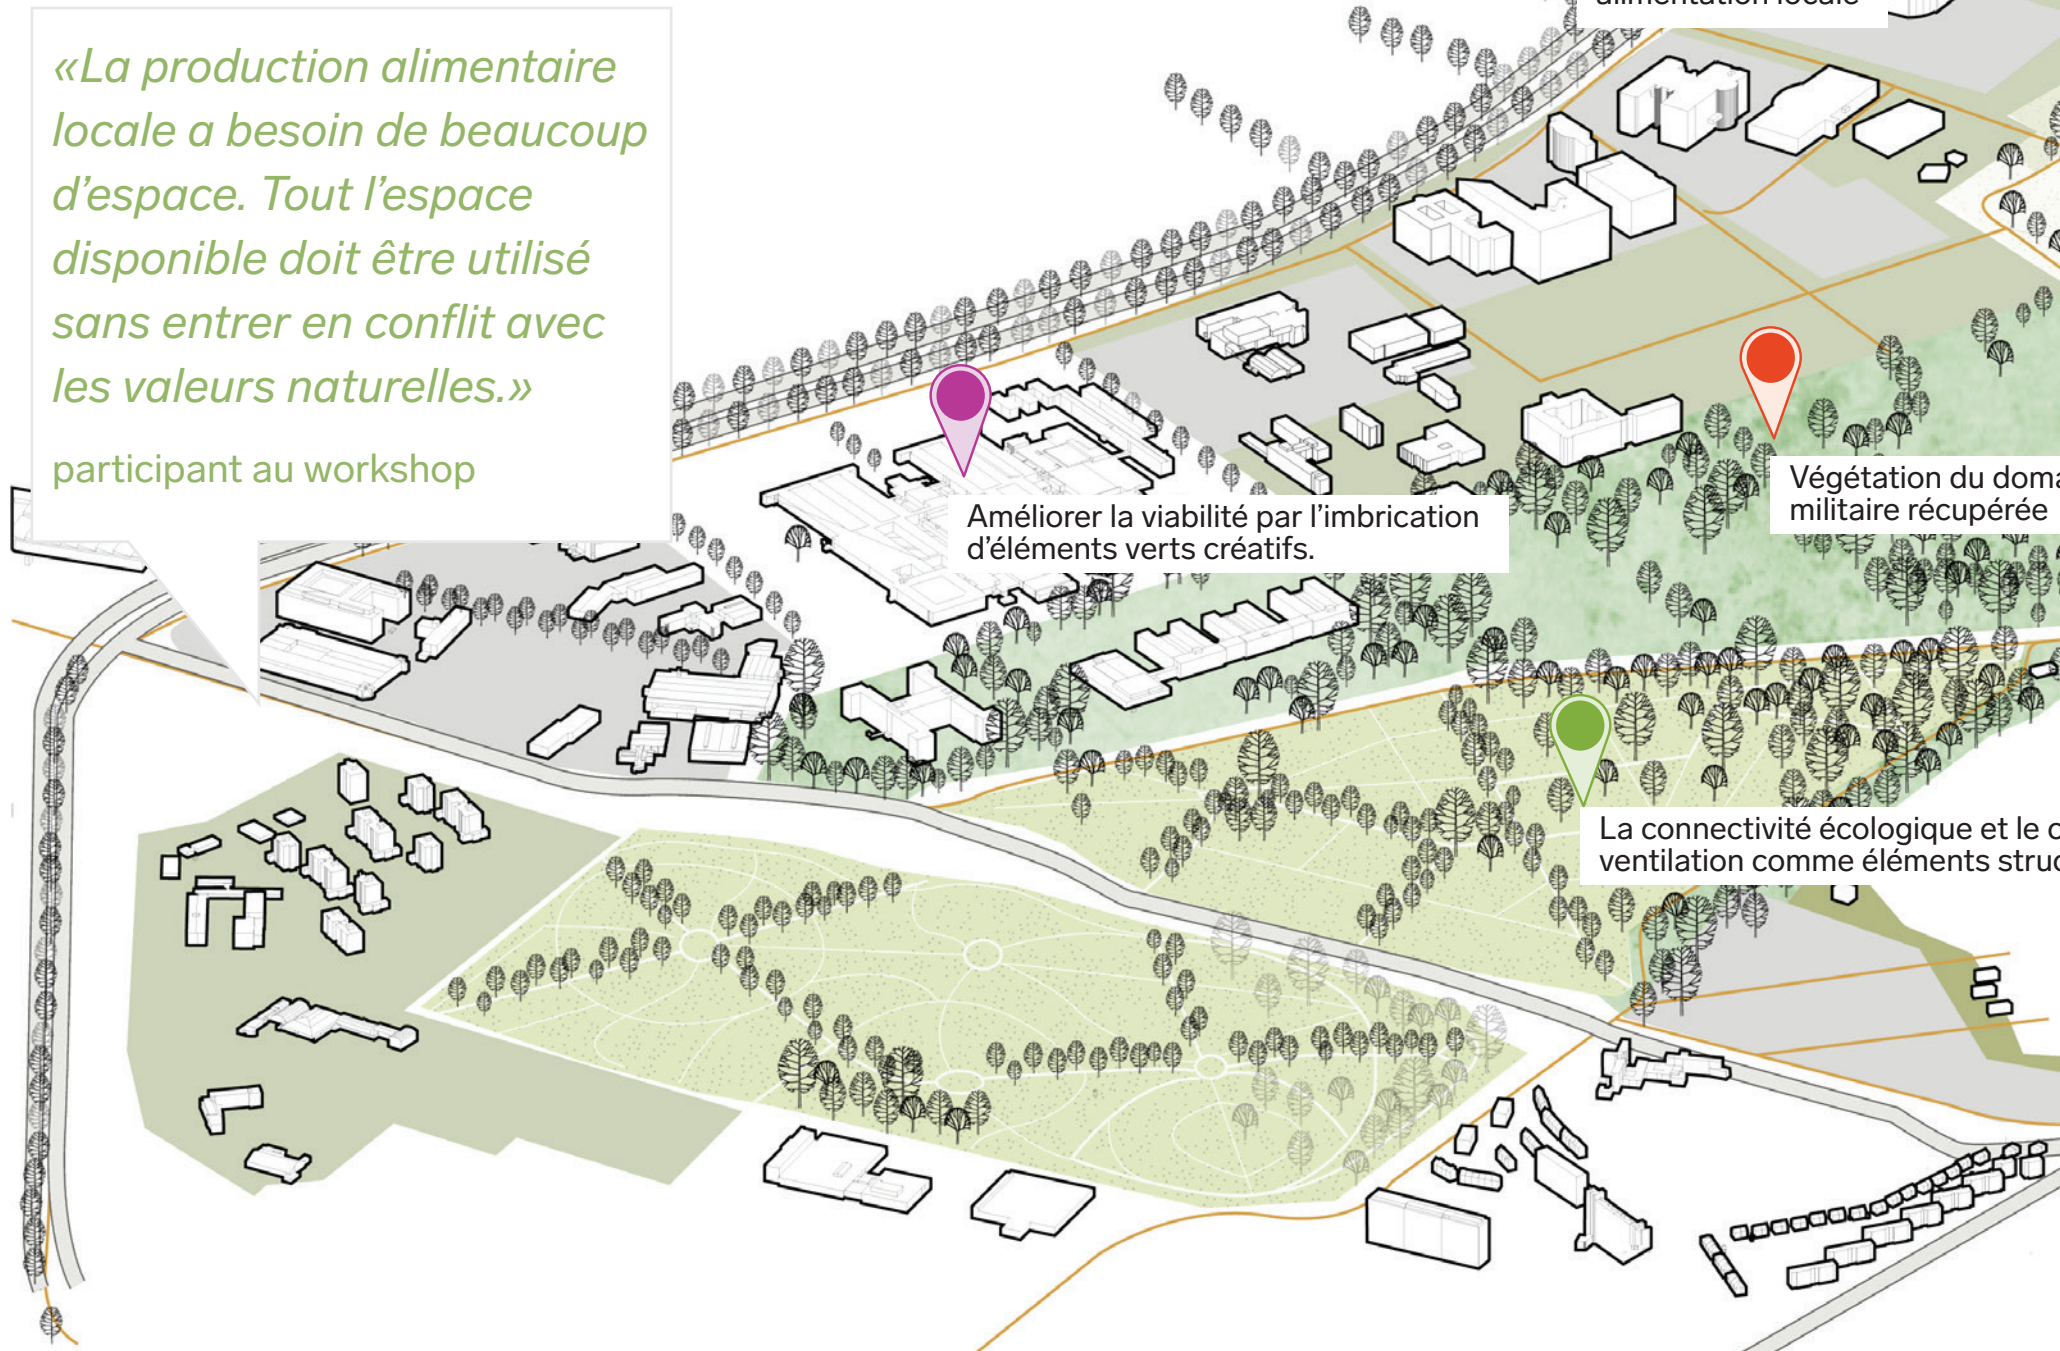 alimentation locale
«La production alimentaire
locale a besoin de beaucoup
d’espace. Tout l’espace
disponible doit être utilisé
sans entrer en conflit avec
les valeurs naturelles.»
participant au workshop
Végétation du
militaire récupérée
Améliorer la viabilité par l’imbrication
d’éléments verts créatifs.
La connectivité écologique et le
ventilation comme éléments